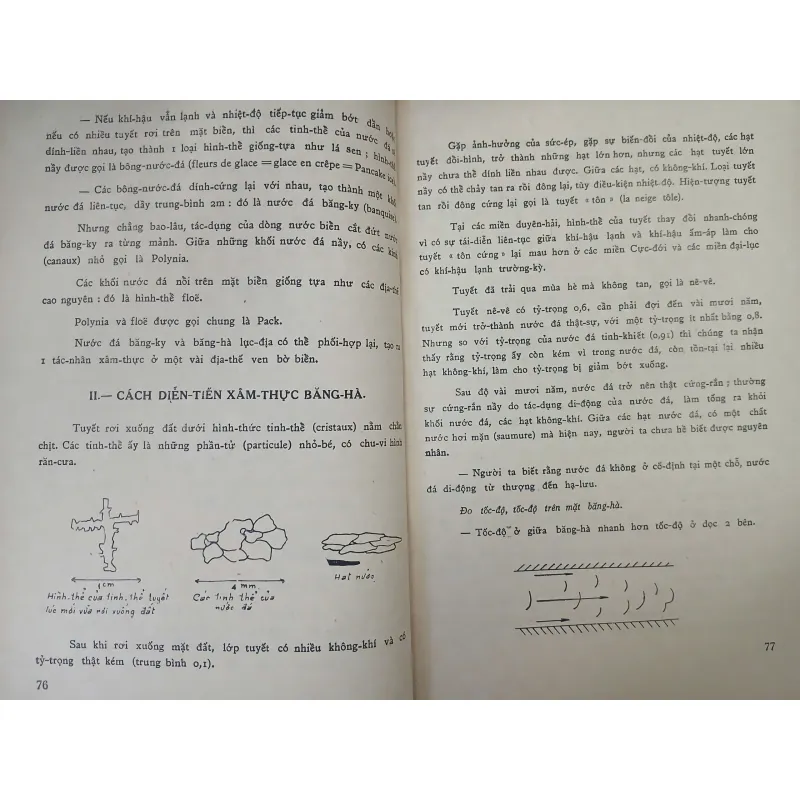 — Nếu khí-hậu vẫn lạnh và nhiệt-độ tiếp-tục giảm bớt dần
nếu có nhiều tuyết rơi trên mặt biển, thì các tinh-thể của nước đá
dính-liền nhau, tạo thành 1 loại hình-thể giống-tựa như lá sen ; hình-thể
nầy được gọi là bông-nước-đá (fleurs de glace = glace en crêpe = Pancake
— Các bông-nước-đá dính-cứng lại với nhau, tạo thành một khối
nước đá liên-tục, dầy trung-bình 2m : đó là nước đá băng-ky (banquise).
Nhưng chẳng bao-lâu, tác-dụng của dòng nước biển cắt đứt nước
đá băng-ky ra từng mảnh. Giữa những khối nước đá nầy, có các kinh
(canaux) nhỏ gọi là Polynia.
Các khối nước đá nồi trên mặt biển giống tựa như các địa-thể
cao nguyên : đó là hình-thể floë.
Polynia và floë được gọi chung là Pack.
Nước đá băng-ky và băng-hà lục-địa có thể phối-hợp lại, tạo ra
1 tác-nhân xâm-thực ở một vài địa-thế ven bờ biển.
II.— CÁCH DIỄN-TIẾN XÂM-THỰC BĂNG-HÀ.
Tuyết rơi xuống đất dưới hình-thức tinh-thể (cristaux) nằm chằng
chịt. Các tinh-thể ấy là những phần-tử (particule) nhỏ-bé, có chu-vi hình
răn-cưa.
1 cm
Hình-thể của tinh-thể tuyết
lúc mới vừa rơi xuống đất
4 mm.
Các tinh thể của
nước đá
Hạt nước
Sau khi rơi xuống mặt đất, lớp tuyết có nhiều không-khí và có
tỷ-trọng thật kém (trung bình 0,1).
76
Gặp ảnh-hưởng của sức-ép, gặp sự biến-đổi của nhiệt-độ, các hạt
tuyết đổi-hình, trở thành những hạt lớn hơn, nhưng các hạt tuyết lớn
nầy chưa thể dính liền nhau được. Giữa các hạt, có không-khí. Loại tuyết
nầy có thể chảy tan ra rồi đông lại, tùy điều-kiện nhiệt-độ. Hiện-tượng tuyết
tan rồi đông cứng lại gọi là tuyết « tôn » (la neige tôle).
Tại các miền duyên-hải, hình-thể của tuyết thay đổi nhanh-chóng
vì có sự tái-diễn liên-tục giữa khí-hậu lạnh và khí-hậu ấm-áp làm cho
tuyết « tôn cứng » lại mau hơn ở các miền Cực-đới và các miền đại-lục
có khí-hậu lạnh trường-kỳ.
Tuyết đã trải qua mùa hè mà không tan, gọi là nê-vê.
Tuyết nê-vê có tỷ-trọng 0,6, cần phải đợi đến vài mươi năm,
tuyết mới trở-thành nước đá thật-sự, với một tỷ-trọng ít nhất bằng 0,8.
Nhưng so với tỷ-trọng của nước đá tinh-khiết (0,92) thì chúng ta nhận
thấy rằng tỷ-trọng ấy còn kém vì trong nước đá, còn tồn-tại lại nhiều
hạt không-khí, làm cho tỷ-trọng bị giảm bớt xuống.
Sau độ vài mươi năm, nước đá trở nên thật cứng-rắn ; thường
sự cứng-rắn nầy do tác-dụng di-động của nước đá, làm tống ra khỏi
khối nước đá, các hạt không-khí. Giữa các hạt nước đá, có một chất
nước hơi mặn (saumure) mà hiện nay, người ta chưa hề biết được nguyên
nhân.
— Người ta biết rằng nước đá không ở cố-định tại một chỗ, nước
đá di-động từ thượng đến hạ-lưu.
Đo tốc-độ, tốc-độ trên mặt băng-hà.
— Tốc-độ ở giữa băng-hà nhanh hơn tốc-độ ở dọc 2 bên.
77